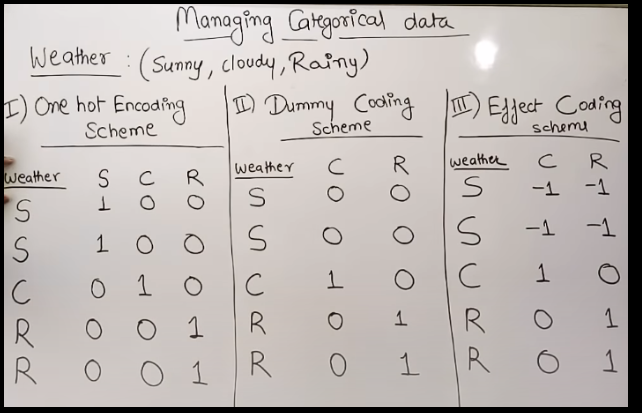 Managing Categorical data
Weather : (Sunny, cloudy, Rainy)
I) One hot Encoding
Scheme
weather S C R
S 1 0 0
S 1 0 0
C 0 1 0
R 0 0 1
R 0 0 1
II) Dummy Coding
Scheme
weather C R
S 0 0
S 0 0
C 1 0
R 0 1
R 0 1
III) Effect Coding
scheme
weather C R
S -1 -1
S -1 -1
C 1 0
R 0 1
R 0 1